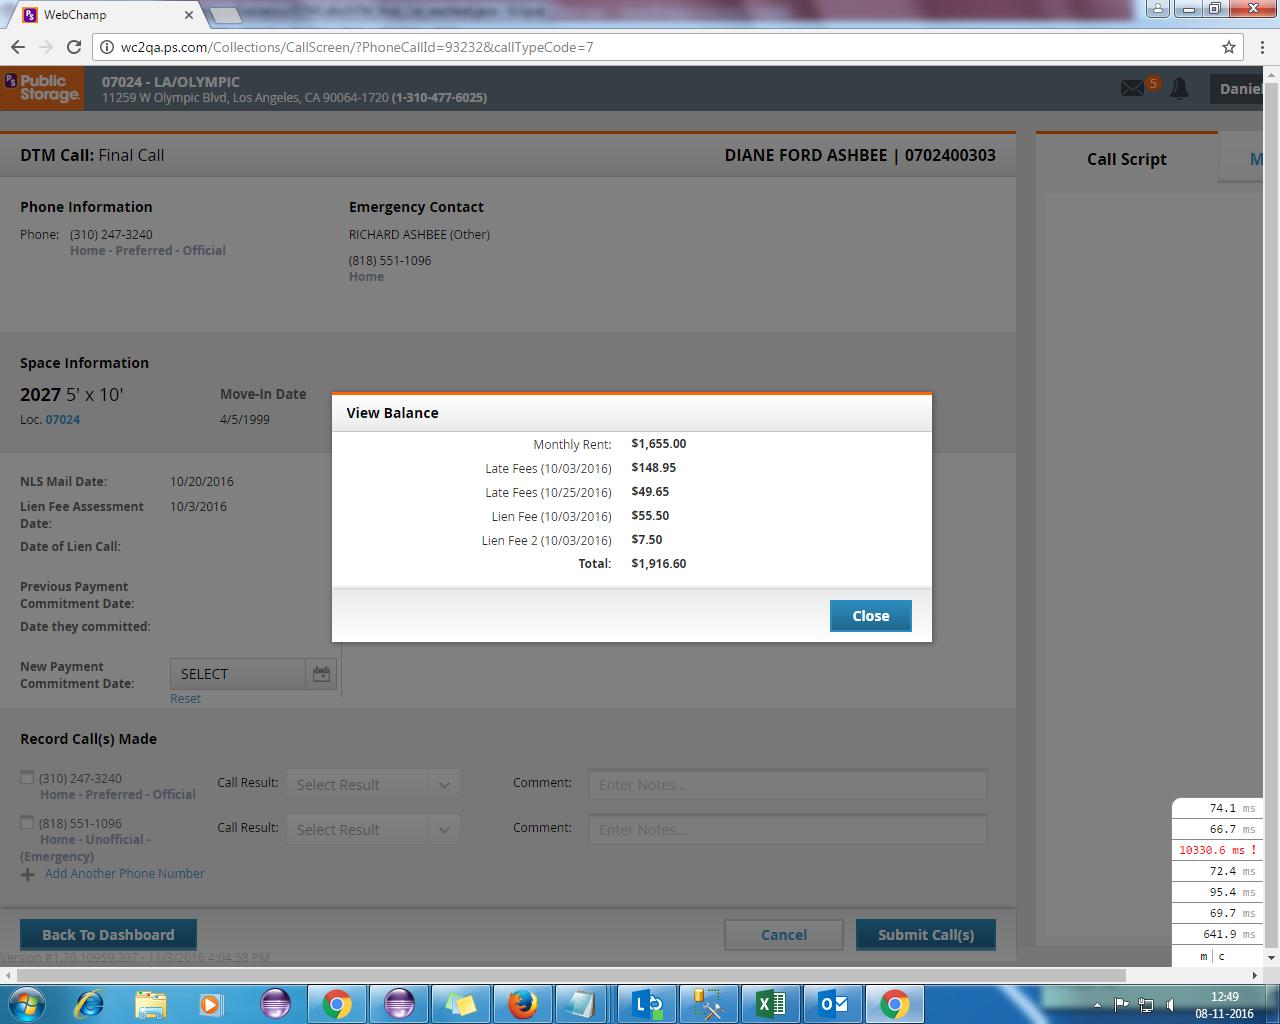 WebChamp
wc2qa.ps.com/Collections/CallScreen/?PhoneCallId=93232&callTypeCode=7
PS Public Storage.
07024 - LA/OLYMPIC
11259 W Olympic Blvd, Los Angeles, CA 90064-1720 (1-310-477-6025)
5
Daniel
DTM Call: Final Call
DIANE FORD ASHBEE | 0702400303
Call Script
M
Phone Information
Phone: (310) 247-3240
Home - Preferred - Official
Emergency Contact
RICHARD ASHBEE (Other)
(818) 551-1096
Home
Space Information
2027 5' x 10'
Loc. 07024
Move-In Date
4/5/1999
View Balance
Monthly Rent: $1,655.00
Late Fees (10/03/2016) $148.95
Late Fees (10/25/2016) $49.65
Lien Fee (10/03/2016) $55.50
Lien Fee 2 (10/03/2016) $7.50
Total: $1,916.60
Close
NLS Mail Date: 10/20/2016
Lien Fee Assessment Date: 10/3/2016
Date of Lien Call:
Previous Payment
Commitment Date:
Date they committed:
New Payment
Commitment Date:
SELECT
Reset
Record Call(s) Made
(310) 247-3240
Home - Preferred - Official
Call Result: Select Result
Comment: Enter Notes...
(818) 551-1096
Home - Unofficial -
(Emergency)
Call Result: Select Result
Comment: Enter Notes...
Add Another Phone Number
Back To Dashboard
Cancel
Submit Call(s)
Version #1.70.10959.207 - 11/3/2016 4:04:58 PM
74.1 ms
66.7 ms
10330.6 ms !
72.4 ms
95.4 ms
69.7 ms
641.9 ms
m | c
12:49
08-11-2016